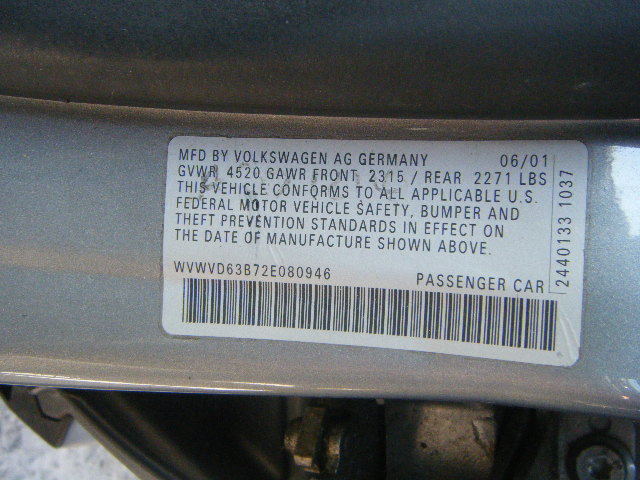 MFD BY VOLKSWAGEN AG GERMANY 06/01
GVWR 4520 GAWR FRONT 2315 / REAR 2271 LBS
THIS VEHICLE CONFORMS TO ALL APPLICABLE U.S.
FEDERAL MOTOR VEHICLE SAFETY, BUMPER AND
THEFT PREVENTION STANDARDS IN EFFECT ON
THE DATE OF MANUFACTURE SHOWN ABOVE.
WVWVD63B72E080946 PASSENGER CAR
2440133 1037